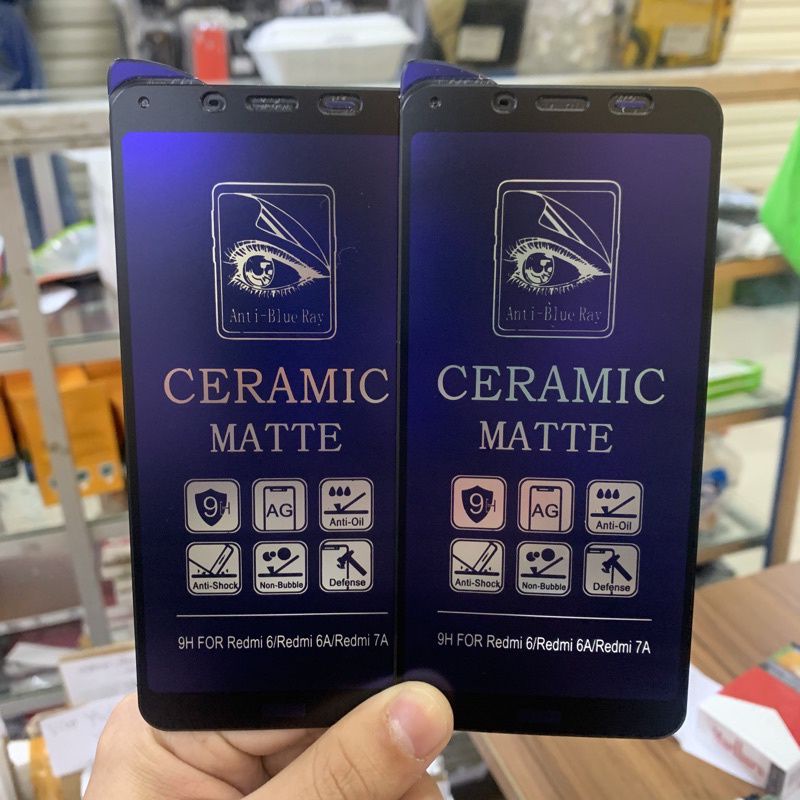 Anti-Blue Ray
CERAMIC
MATTE
9H
AG
Anti-Oil
Anti-Shock
Non-Bubble
Defense
9H FOR Redmi 6/Redmi 6A/Redmi 7A
Anti-Blue Ray
CERAMIC
MATTE
9H
AG
Anti-Oil
Anti-Shock
Non-Bubble
Defense
9H FOR Redmi 6/Redmi 6A/Redmi 7A